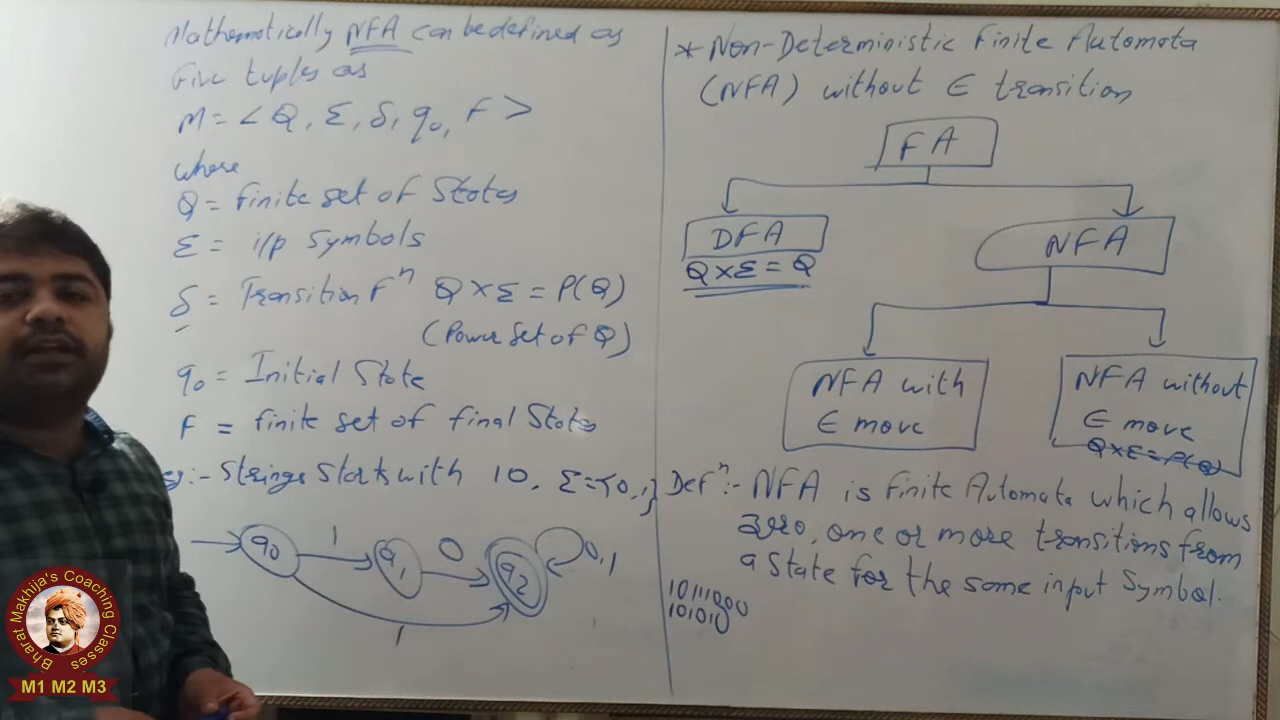 Mathematically NFA can be defined as
Five tuples as
M = < Q, Σ, δ, q0, F >
where
Q = finite set of States
Σ = i/p Symbols
δ = Transition Fⁿ Q × Σ = P(Q)
(Power set of Q)
q0 = Initial State
F = finite set of final States
eg:- Strings Starts with 10, Σ = {0,1}
q0
1
q1
0
q2
0,1
1
* Non-Deterministic Finite Automata
(NFA) without ∈ transition
FA
DFA
Q × Σ = Q
NFA
NFA with
∈ move
NFA without
∈ move
Q × Σ = P(Q)
Defⁿ:- NFA is Finite Automata which allows
zero, one or more transitions from
a State for the same input Symbol.
10111000
101010
Bharat Makhija's Coaching Classes
M1 M2 M3